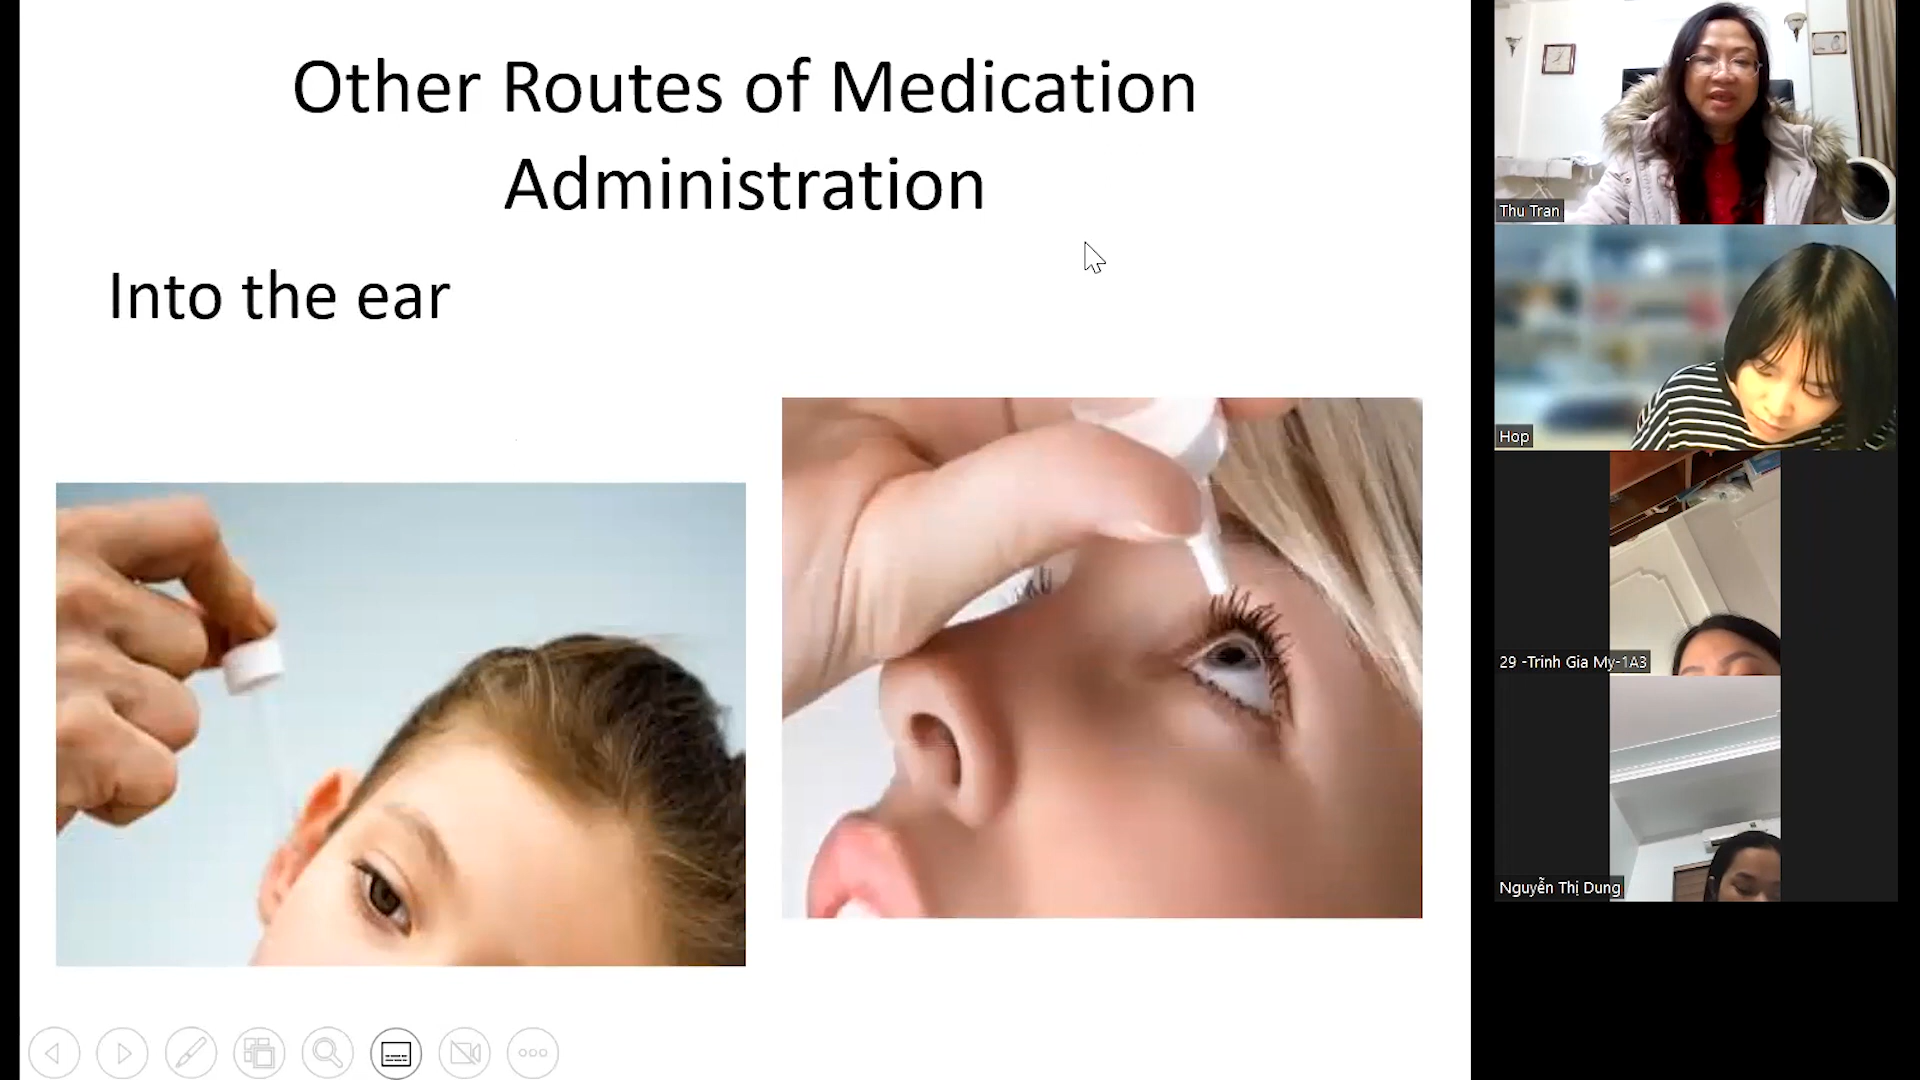 Other Routes of Medication
Administration
Into the ear
Thu Tran
Hop
29 -Trinh Gia My-1A3
Nguyễn Thị Dung